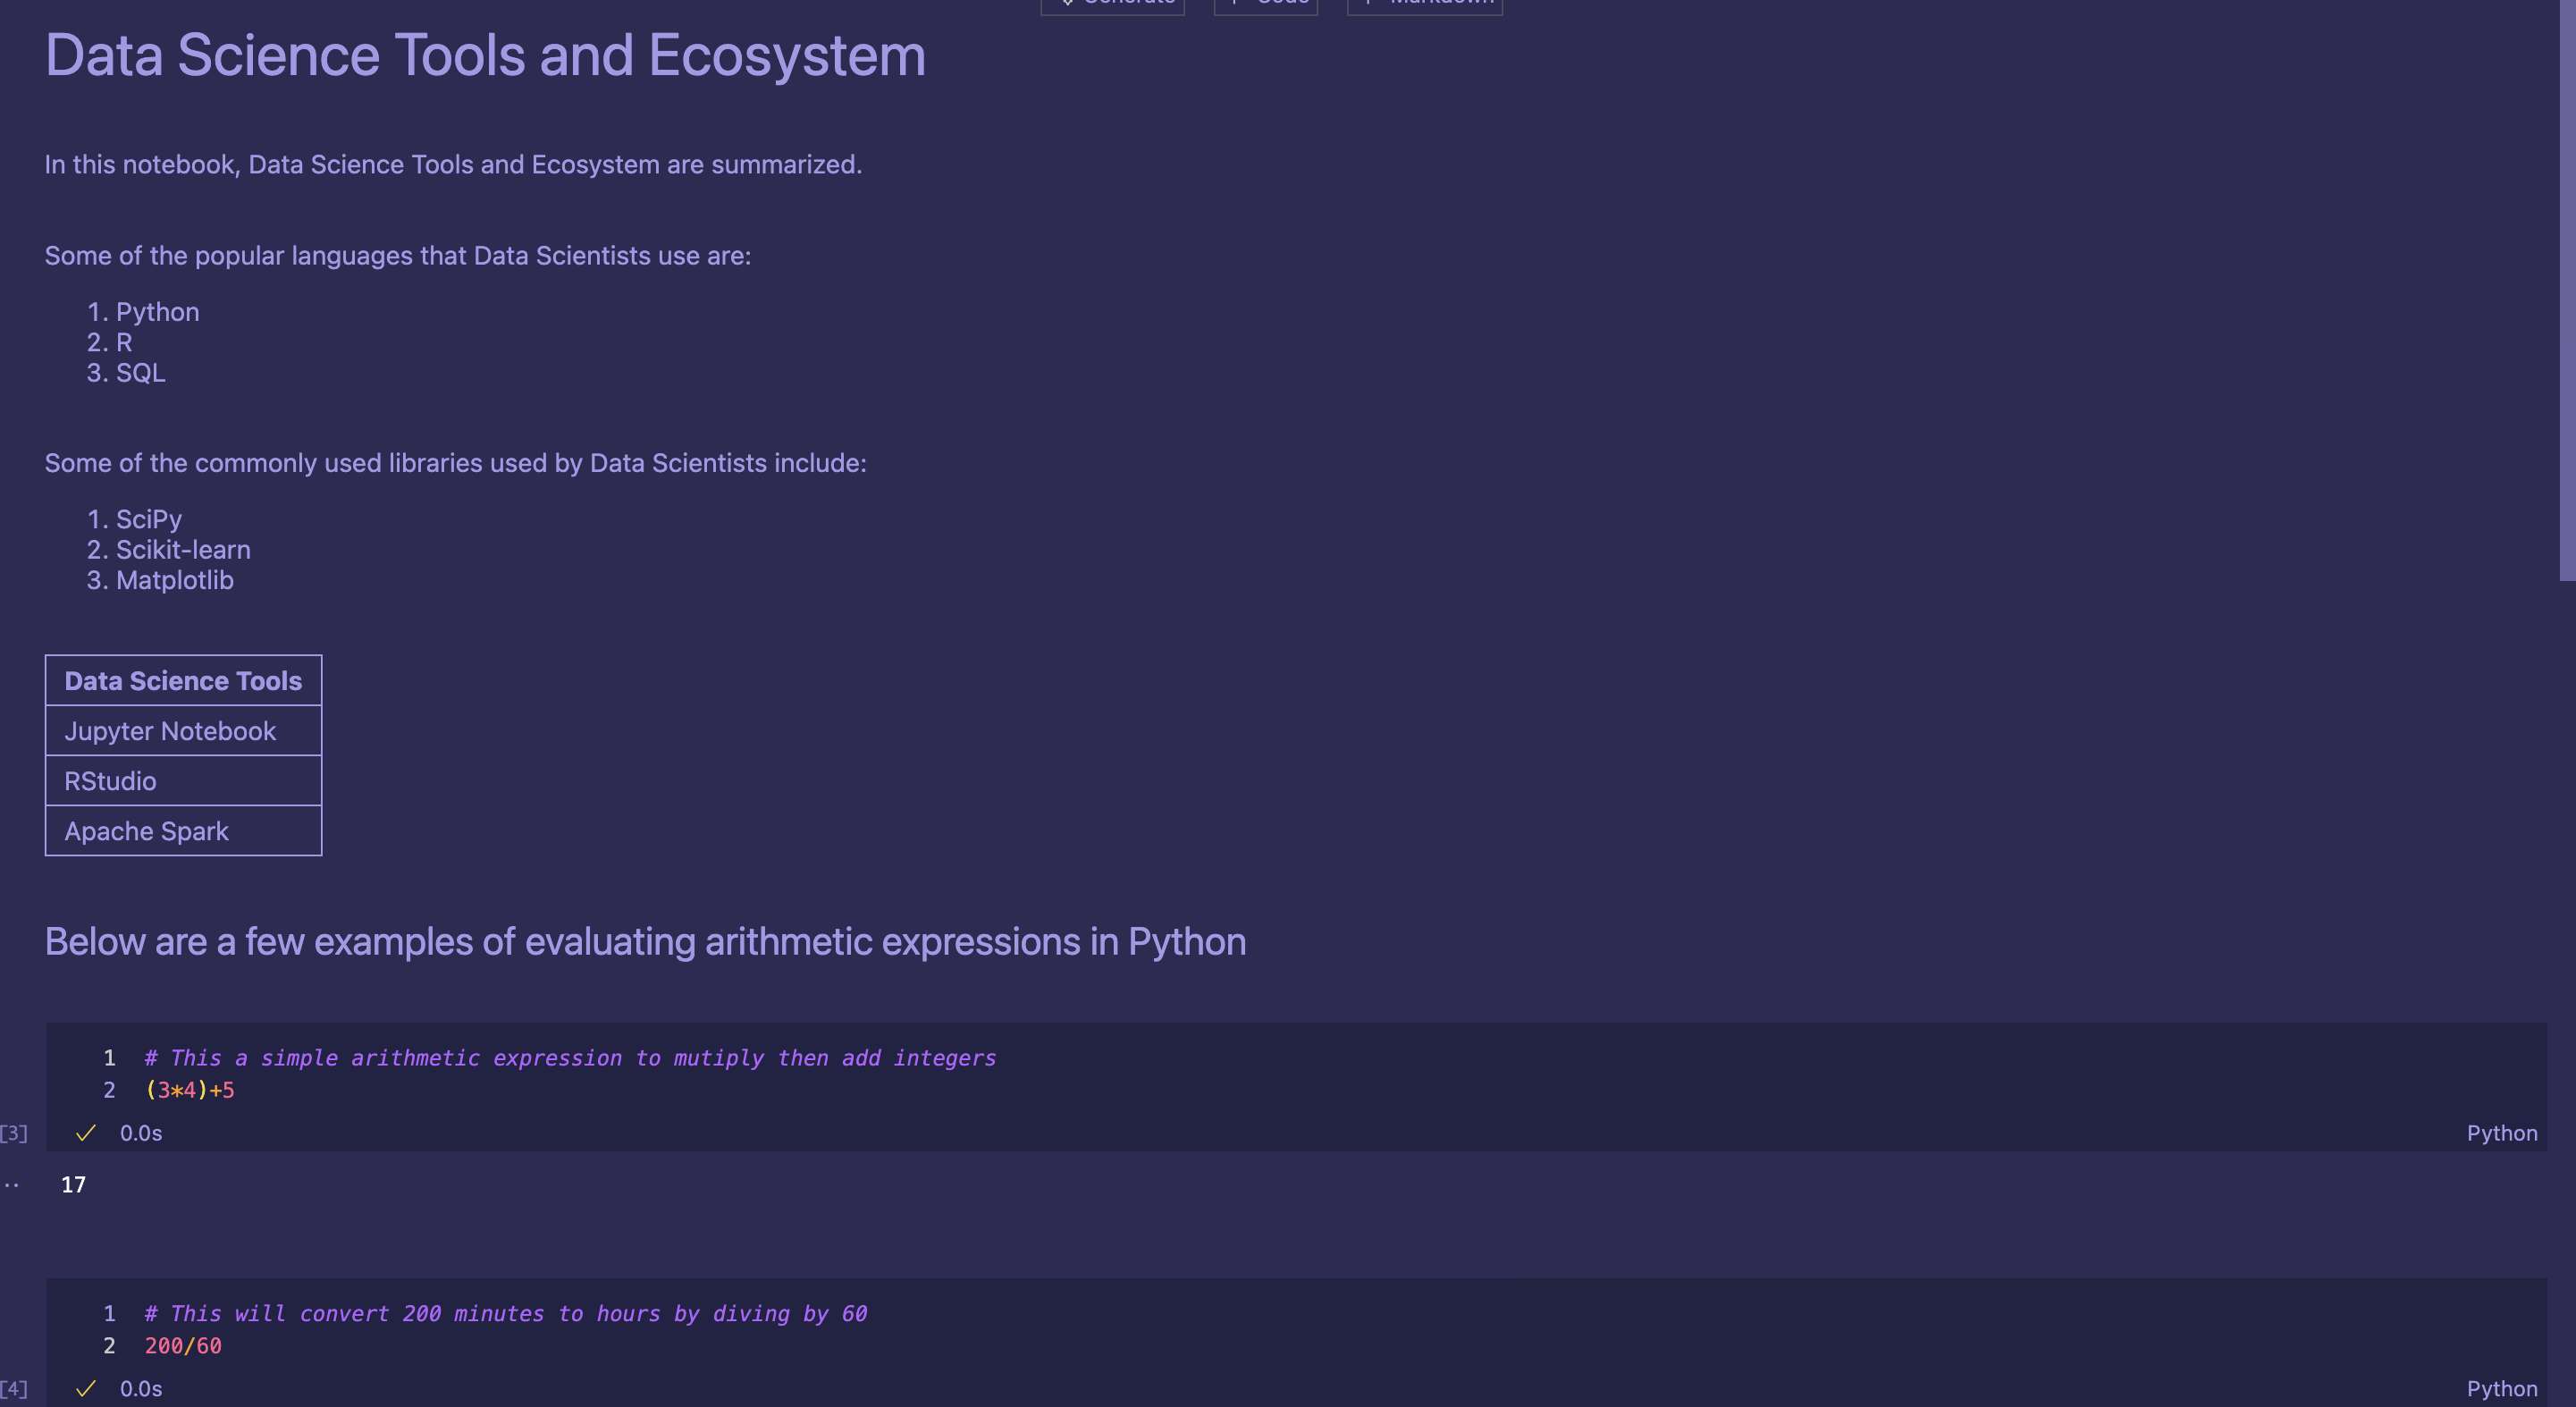 Generate Code Markdown
Data Science Tools and Ecosystem
In this notebook, Data Science Tools and Ecosystem are summarized.
Some of the popular languages that Data Scientists use are:
1. Python
2. R
3. SQL
Some of the commonly used libraries used by Data Scientists include:
1. SciPy
2. Scikit-learn
3. Matplotlib
Data Science Tools
Jupyter Notebook
RStudio
Apache Spark
Below are a few examples of evaluating arithmetic expressions in Python
1 # This a simple arithmetic expression to mutiply then add integers
2 (3*4)+5
[3] ✓ 0.0s Python
17
1 # This will convert 200 minutes to hours by diving by 60
2 200/60
[4] ✓ 0.0s Python